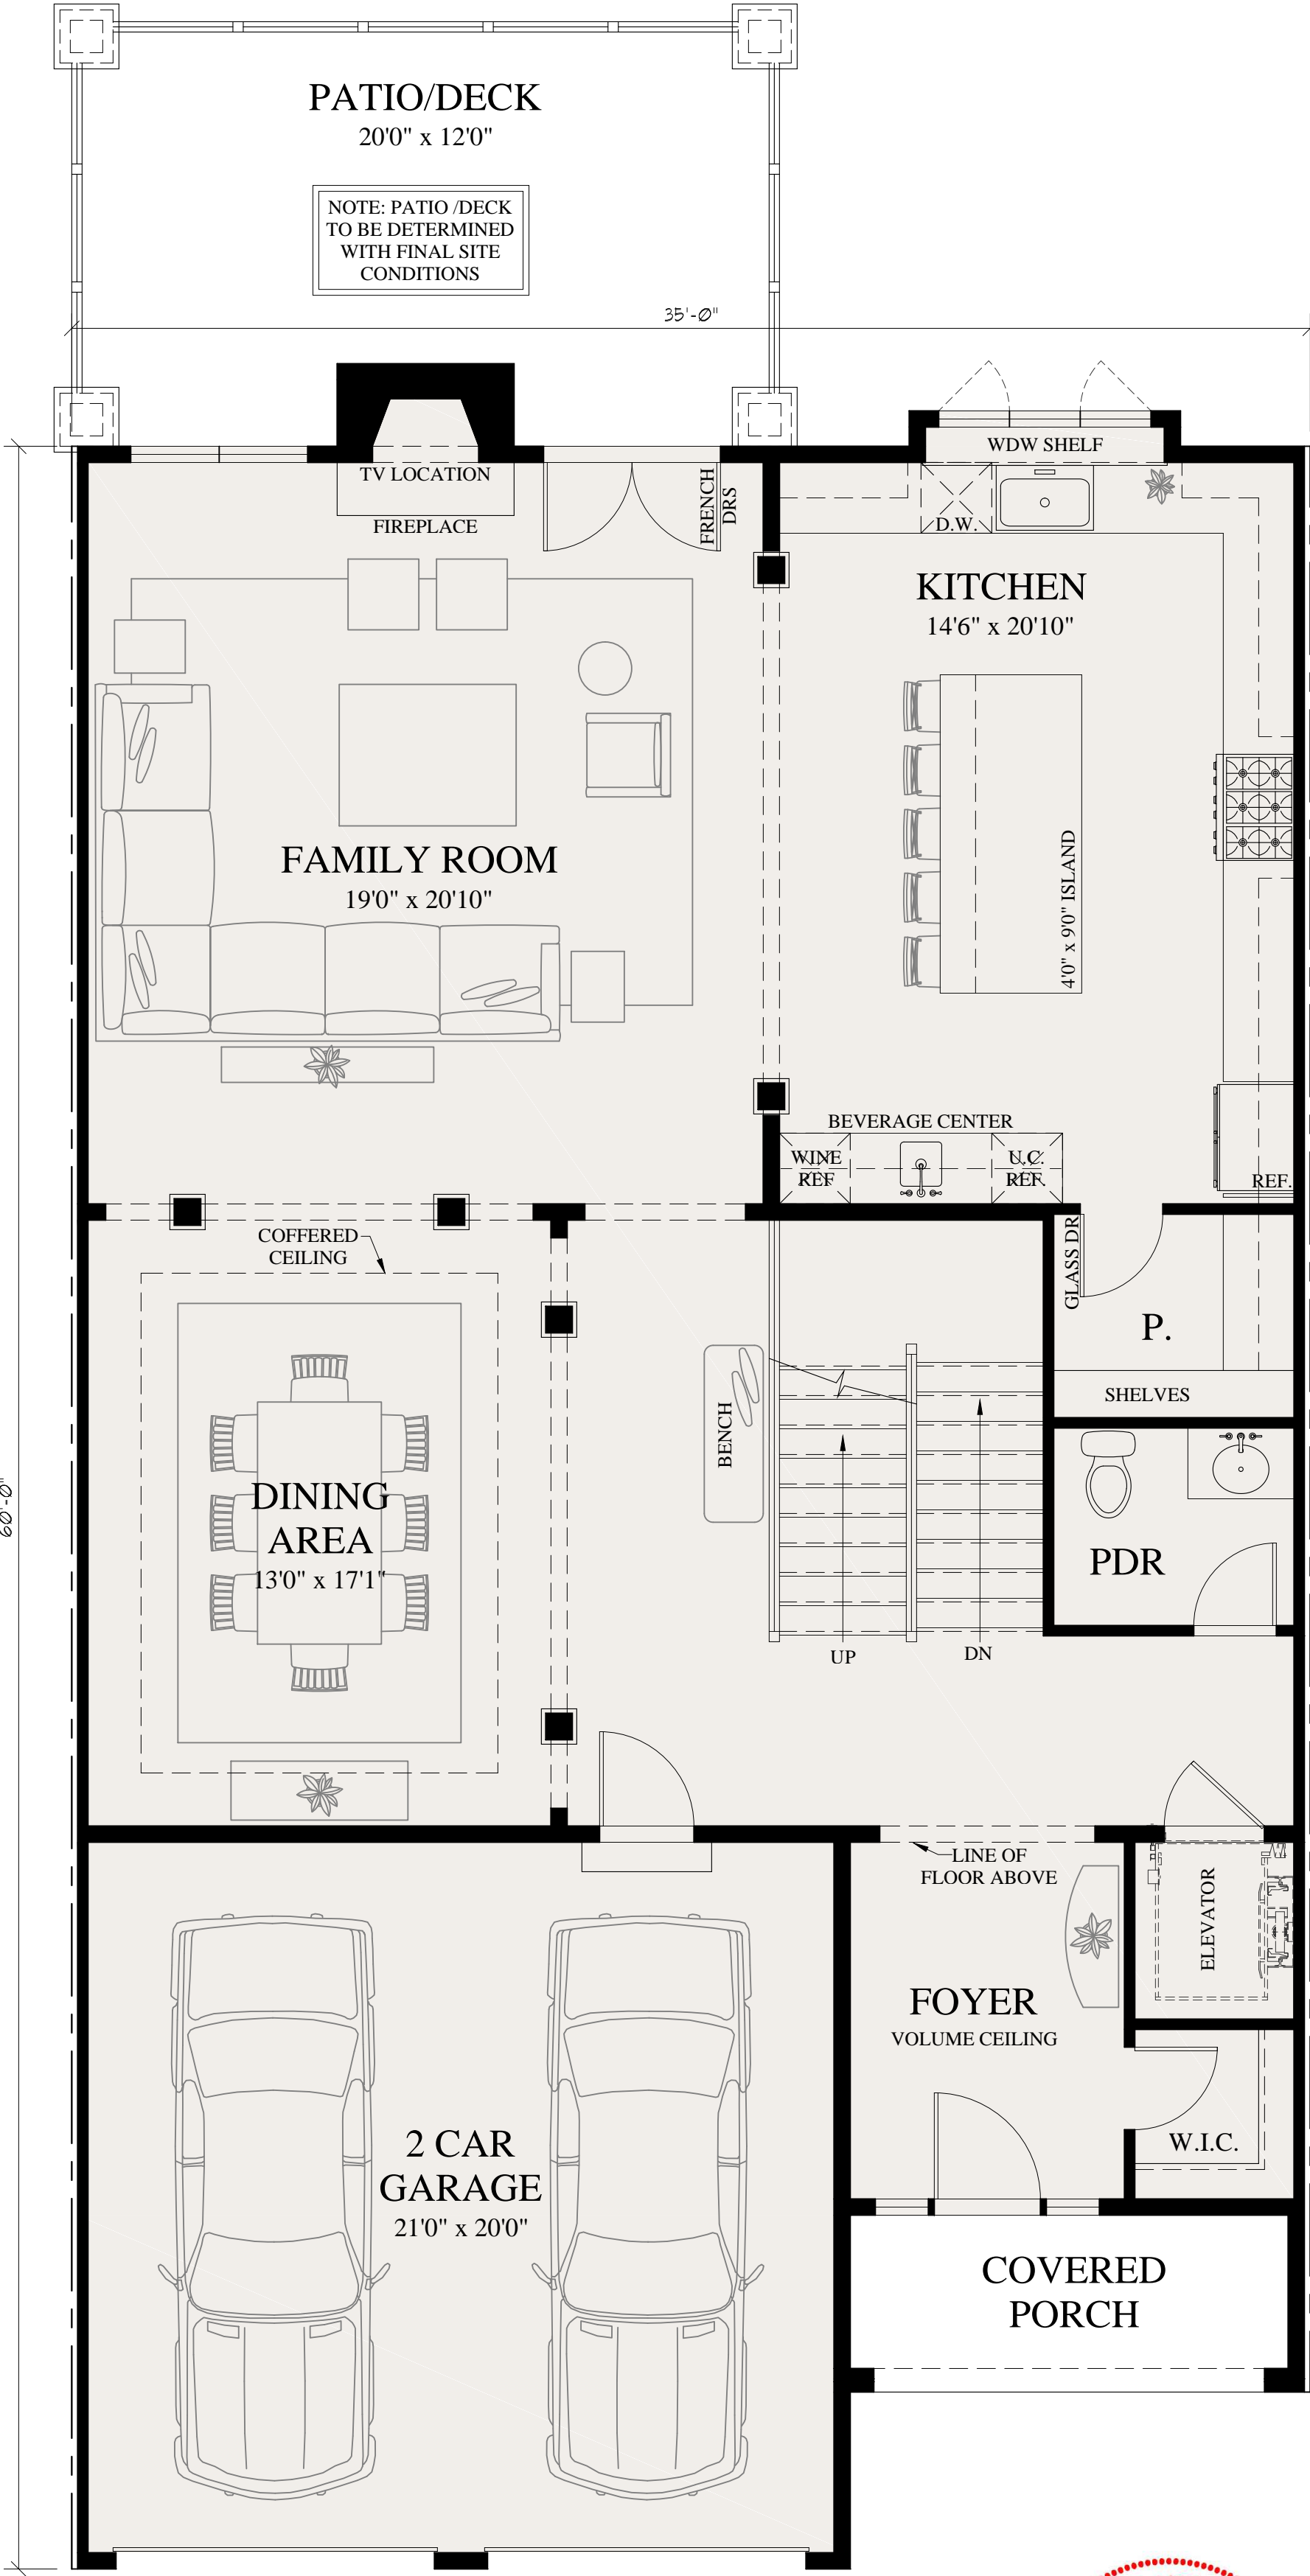 PATIO/DECK
20'0" x 12'0"
NOTE: PATIO /DECK
TO BE DETERMINED
WITH FINAL SITE
CONDITIONS
35'-0"
WDW SHELF
TV LOCATION
FIREPLACE
FRENCH
DRS
D.W.
KITCHEN
14'6" x 20'10"
FAMILY ROOM
19'0" x 20'10"
4'0" x 9'0" ISLAND
BEVERAGE CENTER
WINE
REF
U.C.
REF.
REF.
COFFERED
CEILING
GLASS DR
P.
SHELVES
BENCH
60'-0"
DINING
AREA
13'0" x 17'1"
PDR
UP
DN
LINE OF
FLOOR ABOVE
ELEVATOR
FOYER
VOLUME CEILING
W.I.C.
2 CAR
GARAGE
21'0" x 20'0"
COVERED
PORCH